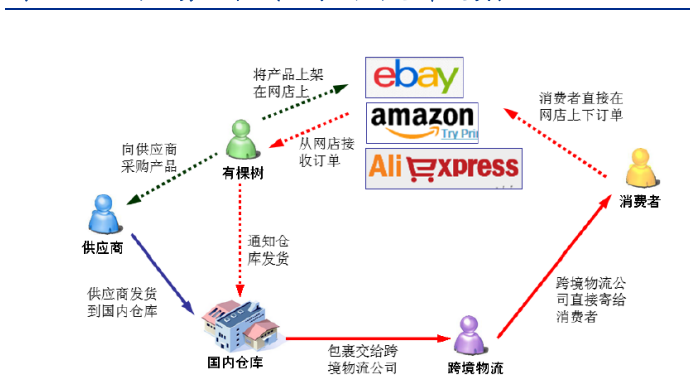 将产品上架
在网店上
ebay
消费者直接在
网店上下订单
amazon
Try Pri
从网店接
收订单
向供应商
采购产品
有棵树
AliExpress
消费者
供应商
通知仓
库发货
供应商发货
到国内仓库
跨境物流公
司直接寄给
消费者
国内仓库
包裹交给跨
境物流公司
跨境物流